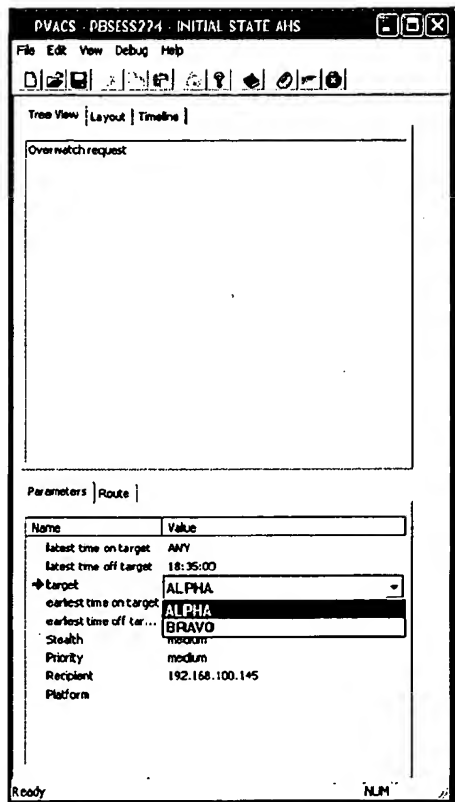 PVACS - PBSESS224 - INITIAL STATE AHS
File Edit View Debug Help
Tree View Layout Timeline
Overwatch request
Parameters Route
Name Value
latest time on target ANY
latest time off target 18:35:00
target ALPHA
earliest time on target ALPHA
earliest time off tar... BRAVO
Stealth medium
Priority medium
Recipient 192.168.100.145
Platform
Ready NUM